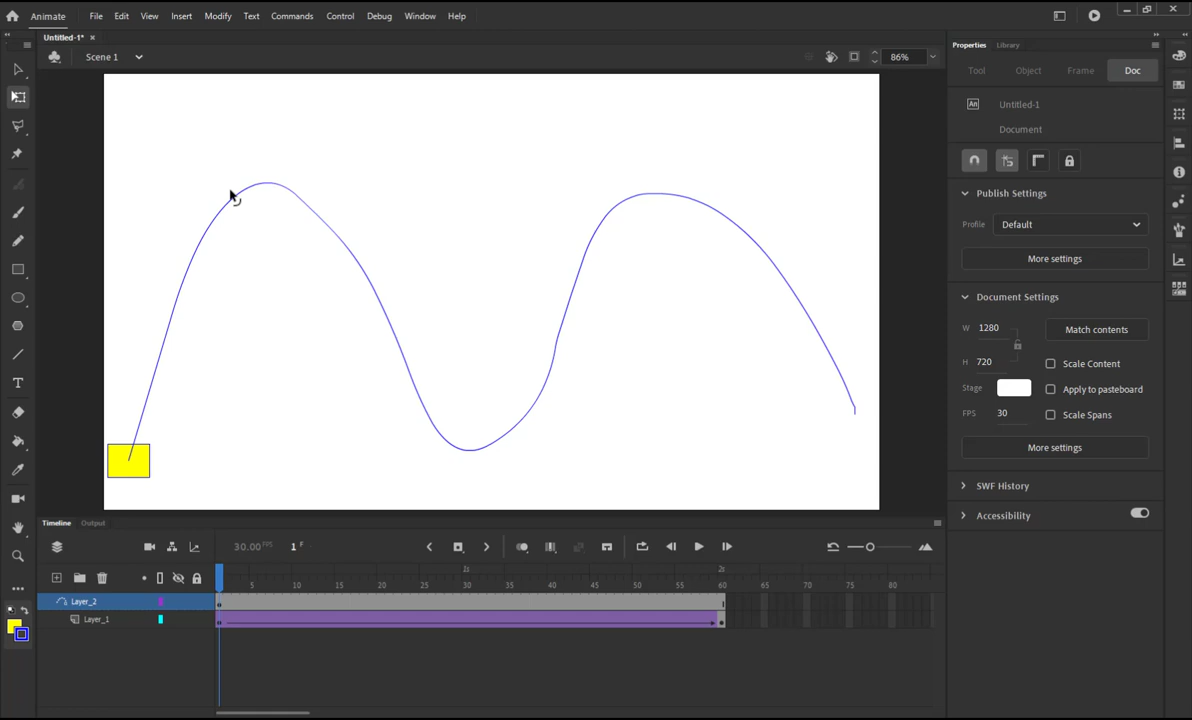 Animate File Edit View Insert Modify Text Commands Control Debug Window Help
Untitled-1*
Scene 1
86%
Properties Library
Tool Object Frame Doc
An Untitled-1
Document
Publish Settings
Profile Default
More settings
Document Settings
W 1280 Match contents
H 720 Scale Content
Stage Apply to pasteboard
FPS 30 Scale Spans
More settings
SWF History
Accessibility
Timeline Output
30.00 FPS 1 F
1s 2s
5 10 15 20 25 30 35 40 45 50 55 60 65 70 75 80
Layer_2
Layer_1